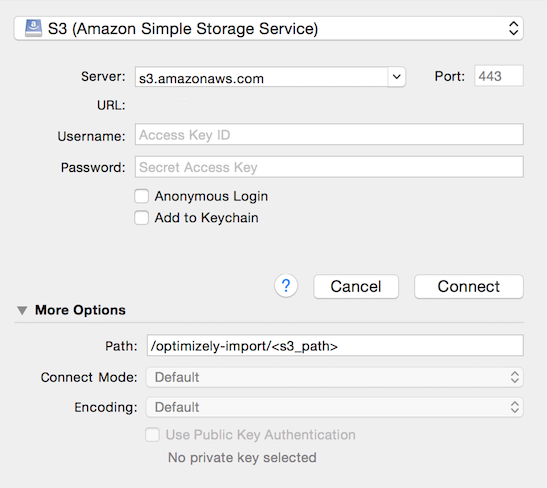 S3 (Amazon Simple Storage Service)
Server: s3.amazonaws.com Port: 443
URL:
Username: Access Key ID
Password: Secret Access Key
Anonymous Login
Add to Keychain
? Cancel Connect
More Options
Path: /optimizely-import/<s3_path>
Connect Mode: Default
Encoding: Default
Use Public Key Authentication
No private key selected